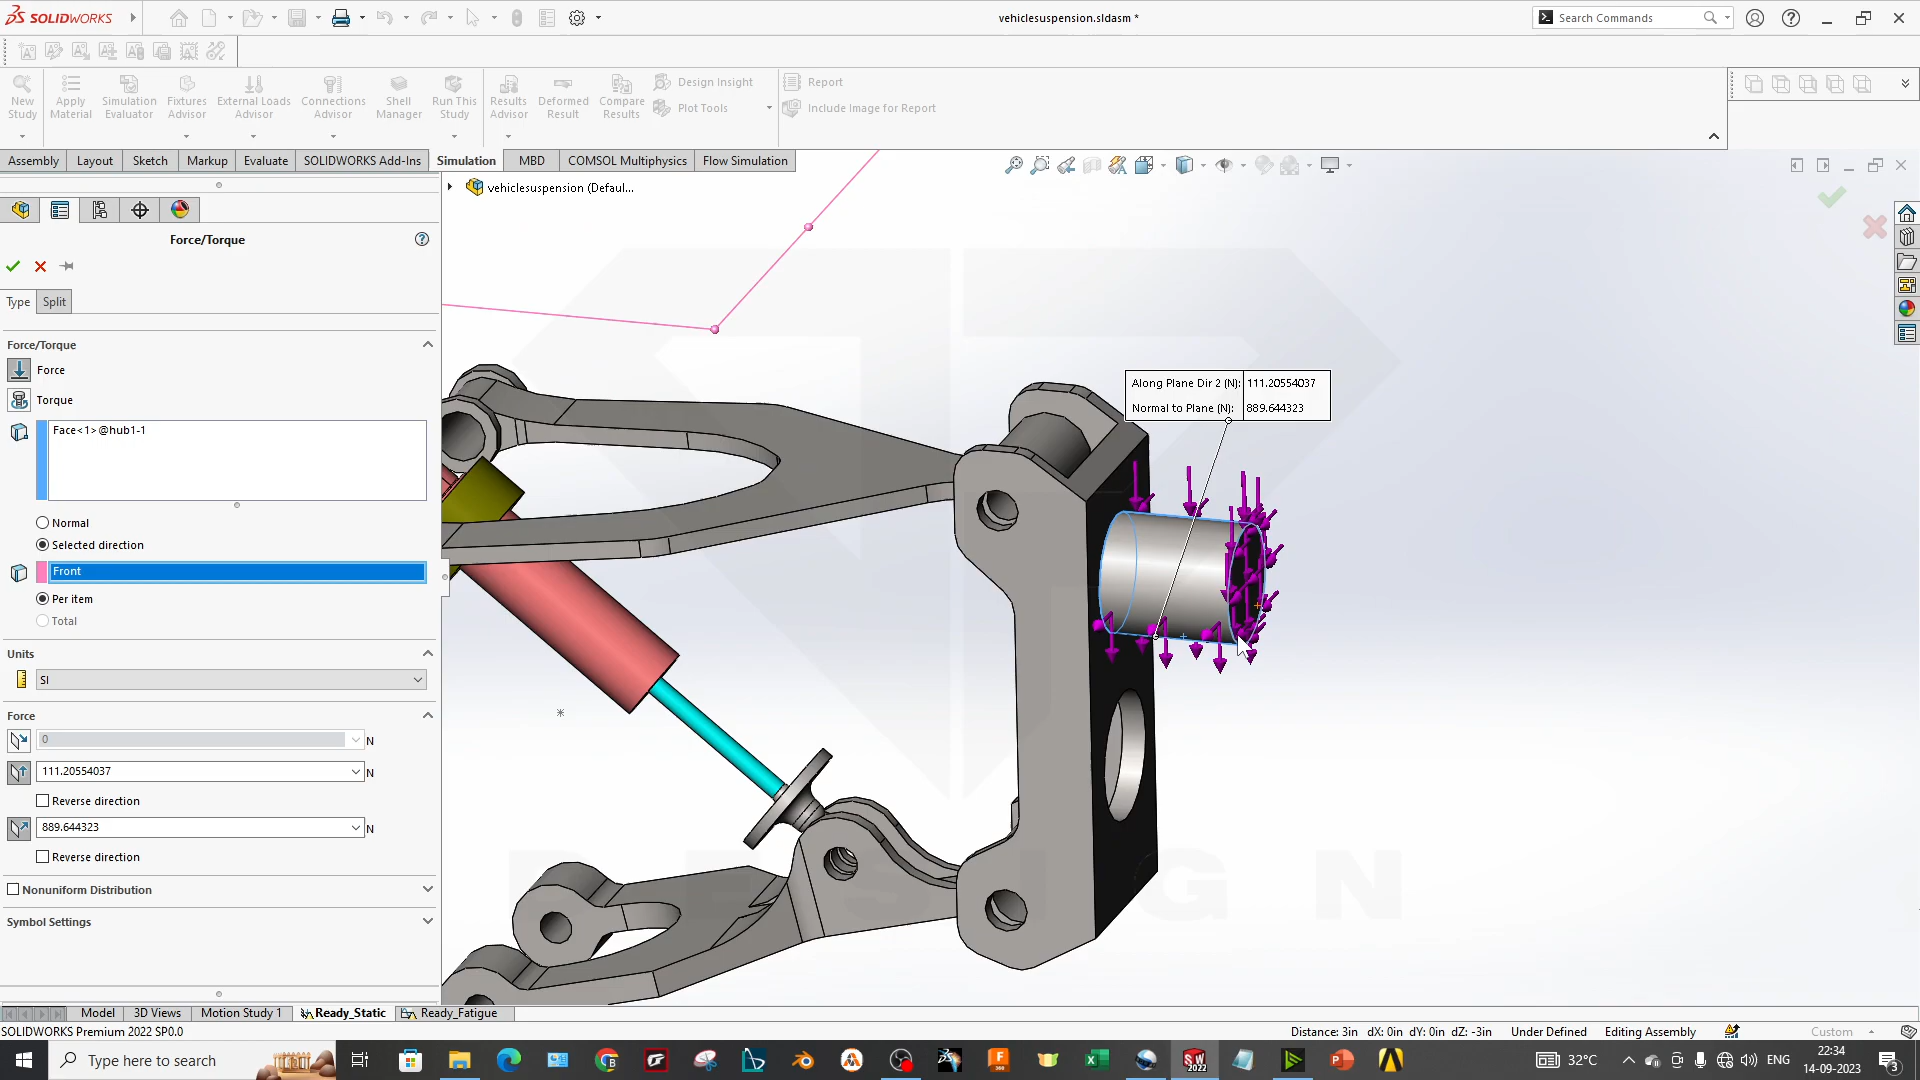 SOLIDWORKS
vehiclesuspension.sldasm *
Search Commands
New Study
Apply Material
Simulation Evaluator
Fixtures Advisor
External Loads Advisor
Connections Advisor
Shell Manager
Run This Study
Results Advisor
Deformed Result
Compare Results
Design Insight
Plot Tools
Report
Include Image for Report
Assembly
Layout
Sketch
Markup
Evaluate
SOLIDWORKS Add-Ins
Simulation
MBD
COMSOL Multiphysics
Flow Simulation
vehiclesuspension (Defaul...
Force/Torque
Type
Split
Force/Torque
Force
Torque
Face<1>@hub1-1
Normal
Selected direction
Front
Per item
Total
Units
SI
Force
0 N
111.20554037 N
Reverse direction
889.644323 N
Reverse direction
Nonuniform Distribution
Symbol Settings
Along Plane Dir 2 (N): 111.20554037
Normal to Plane (N): 889.644323
DESIGN
Model
3D Views
Motion Study 1
Ready_Static
Ready_Fatigue
SOLIDWORKS Premium 2022 SP0.0
Distance: 3in dX: 0in dY: 0in dZ: -3in
Under Defined
Editing Assembly
Custom
Type here to search
SW 2022
32°C
ENG
22:34
14-09-2023
3